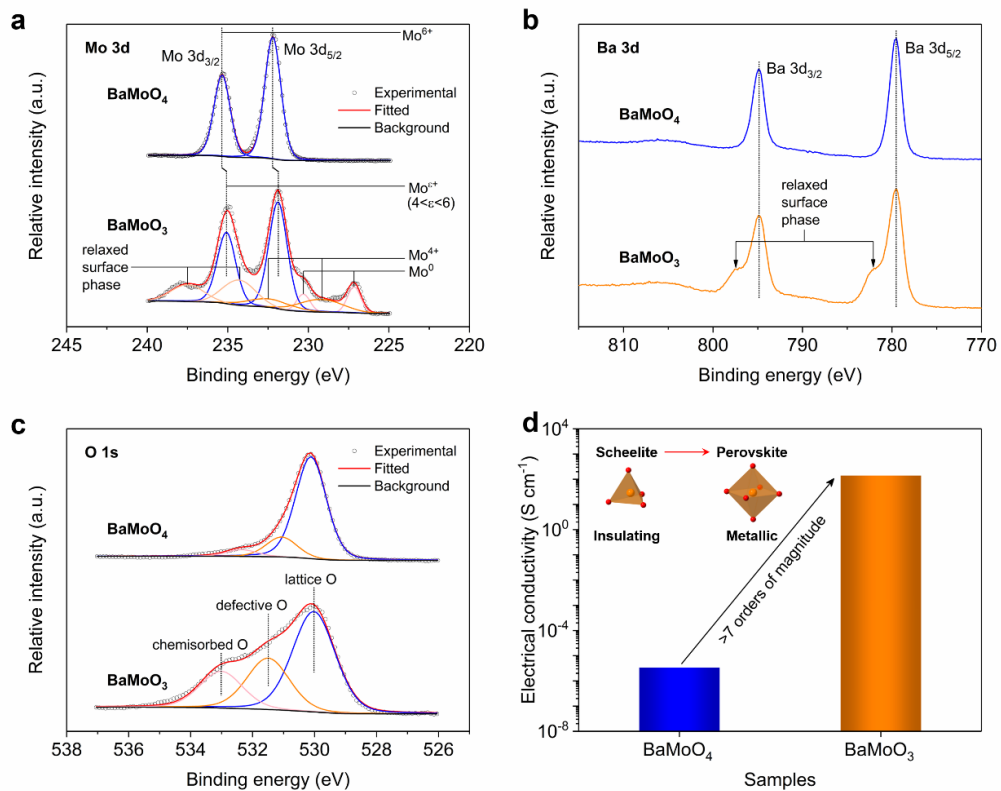 a
Mo 3d
Mo⁶⁺
Mo 3d₃/₂
Mo 3d₅/₂
BaMoO₄
Experimental
Fitted
Background
Moᵋ⁺
(4<ε<6)
BaMoO₃
relaxed
surface
phase
Mo⁴⁺
Mo⁰
Relative intensity (a.u.)
245 240 235 230 225 220
Binding energy (eV)
b
Ba 3d
Ba 3d₃/₂
Ba 3d₅/₂
BaMoO₄
relaxed
surface
phase
BaMoO₃
Relative intensity (a.u.)
810 800 790 780 770
Binding energy (eV)
c
O 1s
Experimental
Fitted
Background
BaMoO₄
lattice O
defective O
chemisorbed O
BaMoO₃
Relative intensity (a.u.)
538 536 534 532 530 528 526
Binding energy (eV)
d
Electrical conductivity (S cm⁻¹)
10⁴
10⁰
10⁻⁴
10⁻⁸
Scheelite
Perovskite
Insulating
Metallic
>7 orders of magnitude
BaMoO₄
BaMoO₃
Samples